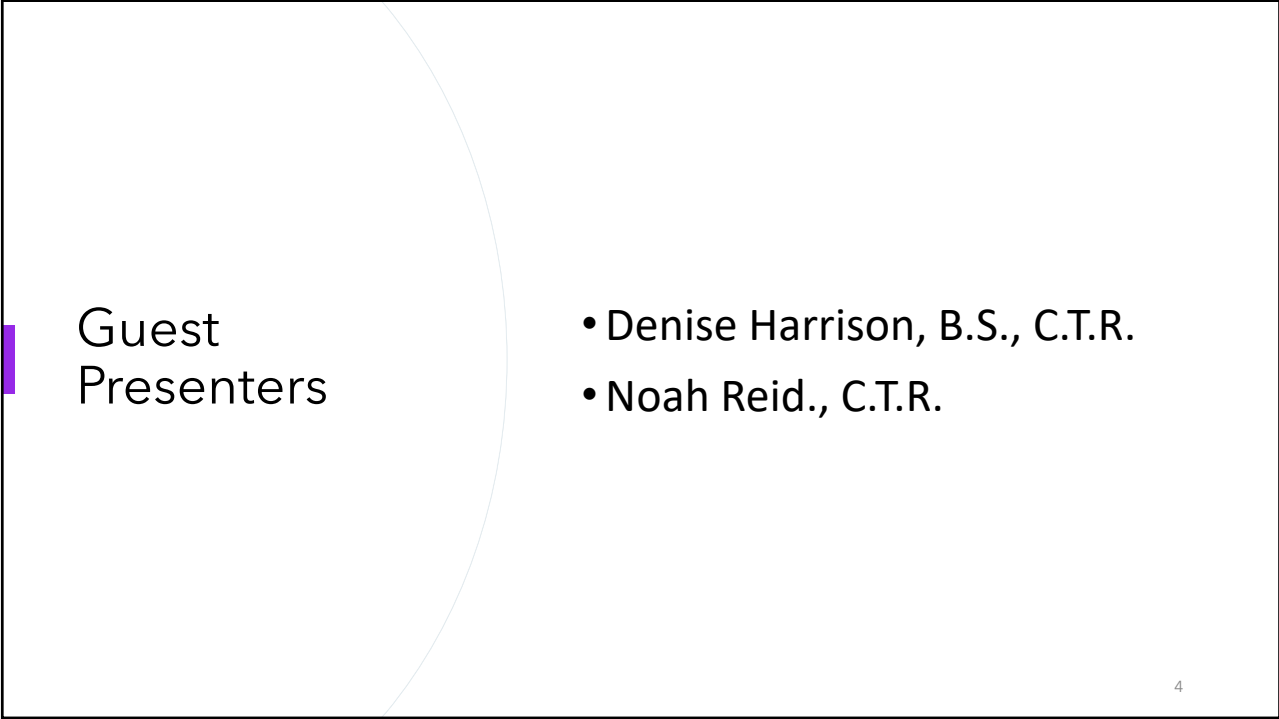 Guest
Presenters
•Denise Harrison, B.S., C.T.R.
•Noah Reid., C.T.R.
4